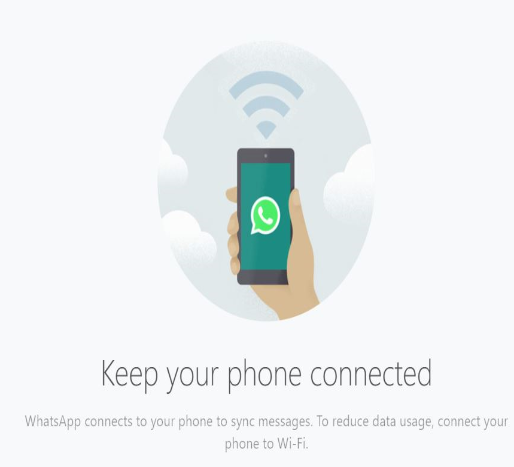 Keep your phone connected
WhatsApp connects to your phone to sync messages. To reduce data usage, connect your
phone to Wi-Fi.